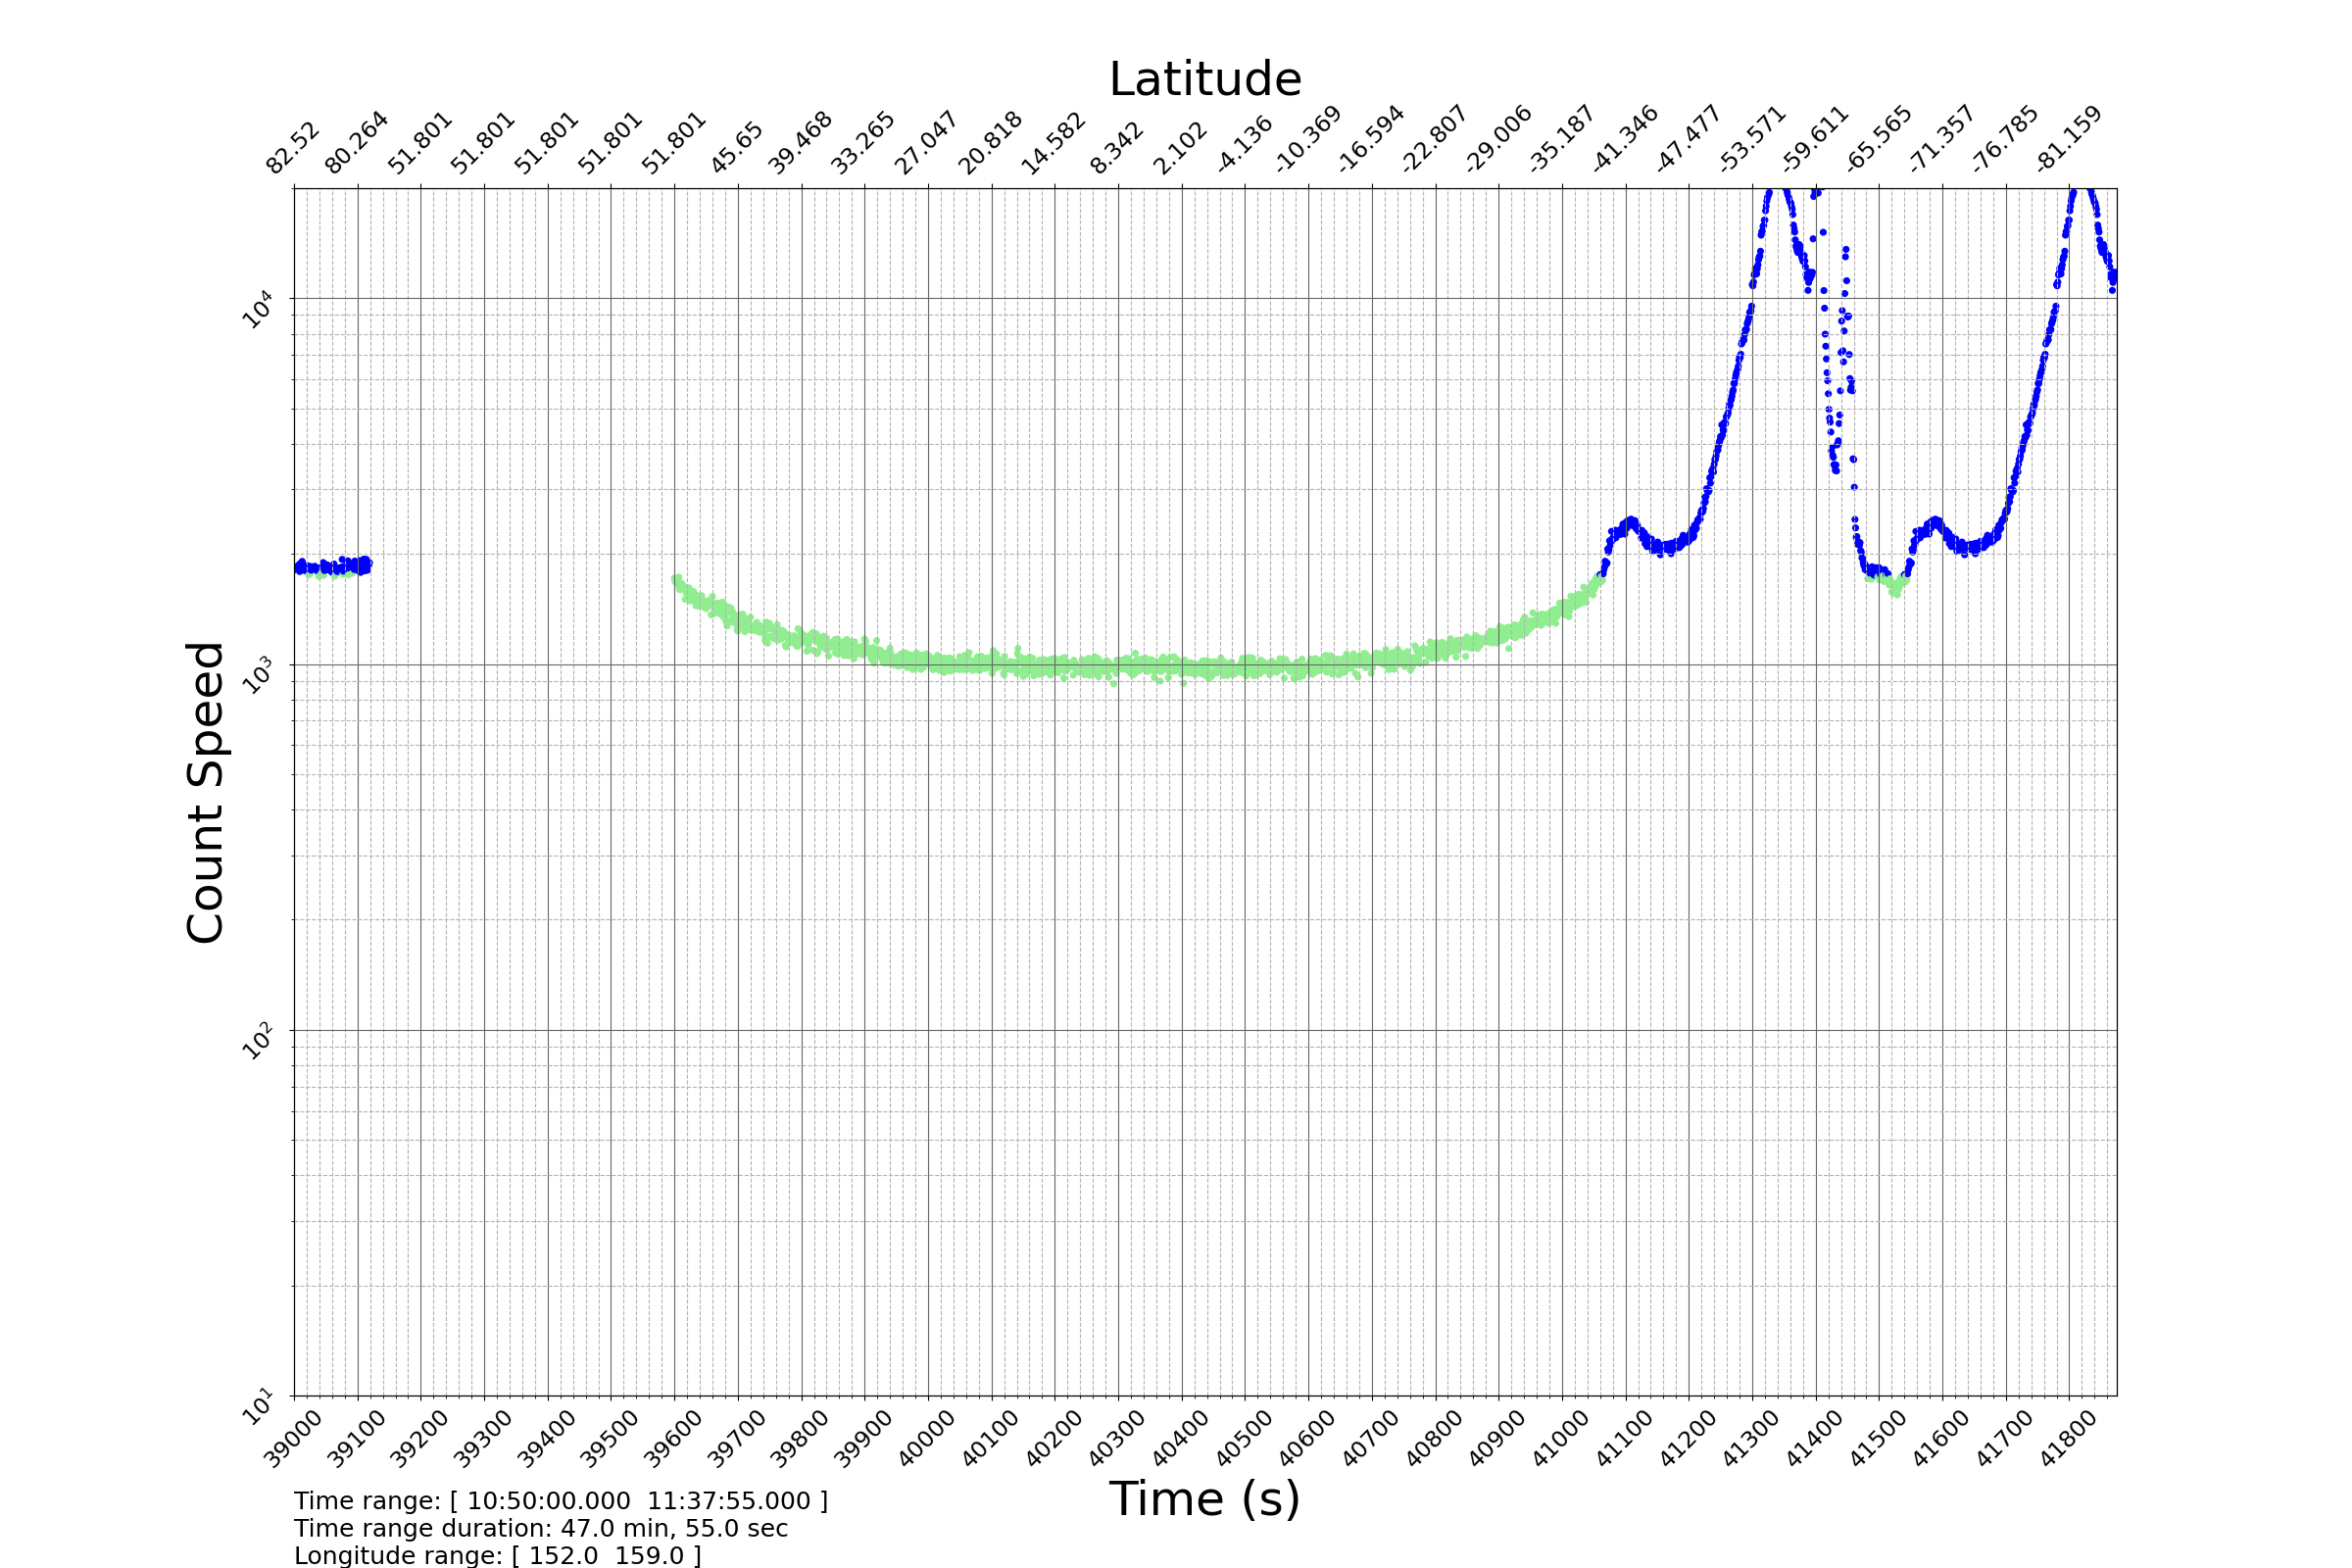 Latitude
82.52 80.264 51.801 51.801 51.801 51.801 51.801 45.65 39.468 33.265 27.047 20.818 14.582 8.342 2.102 -4.136 -10.369 -16.594 -22.807 -29.006 -35.187 -41.346 -47.477 -53.571 -59.611 -65.565 -71.357 -76.785 -81.159
10⁴
10³
Count Speed
10²
10¹
39000 39100 39200 39300 39400 39500 39600 39700 39800 39900 40000 40100 40200 40300 40400 40500 40600 40700 40800 40900 41000 41100 41200 41300 41400 41500 41600 41700 41800
Time (s)
Time range: [ 10:50:00.000  11:37:55.000 ]
Time range duration: 47.0 min, 55.0 sec
Longitude range: [ 152.0  159.0 ]